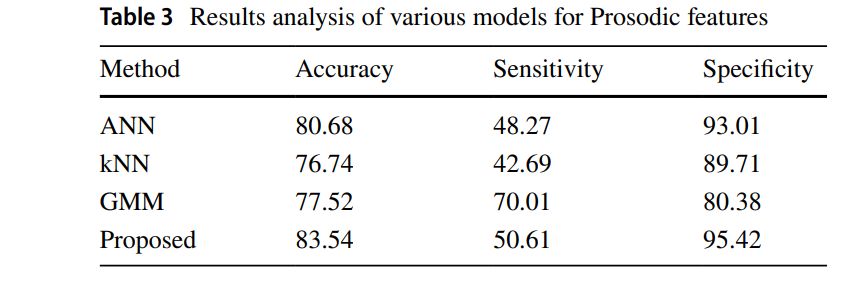 Table 3 Results analysis of various models for Prosodic features
Method Accuracy Sensitivity Specificity
ANN 80.68 48.27 93.01
kNN 76.74 42.69 89.71
GMM 77.52 70.01 80.38
Proposed 83.54 50.61 95.42